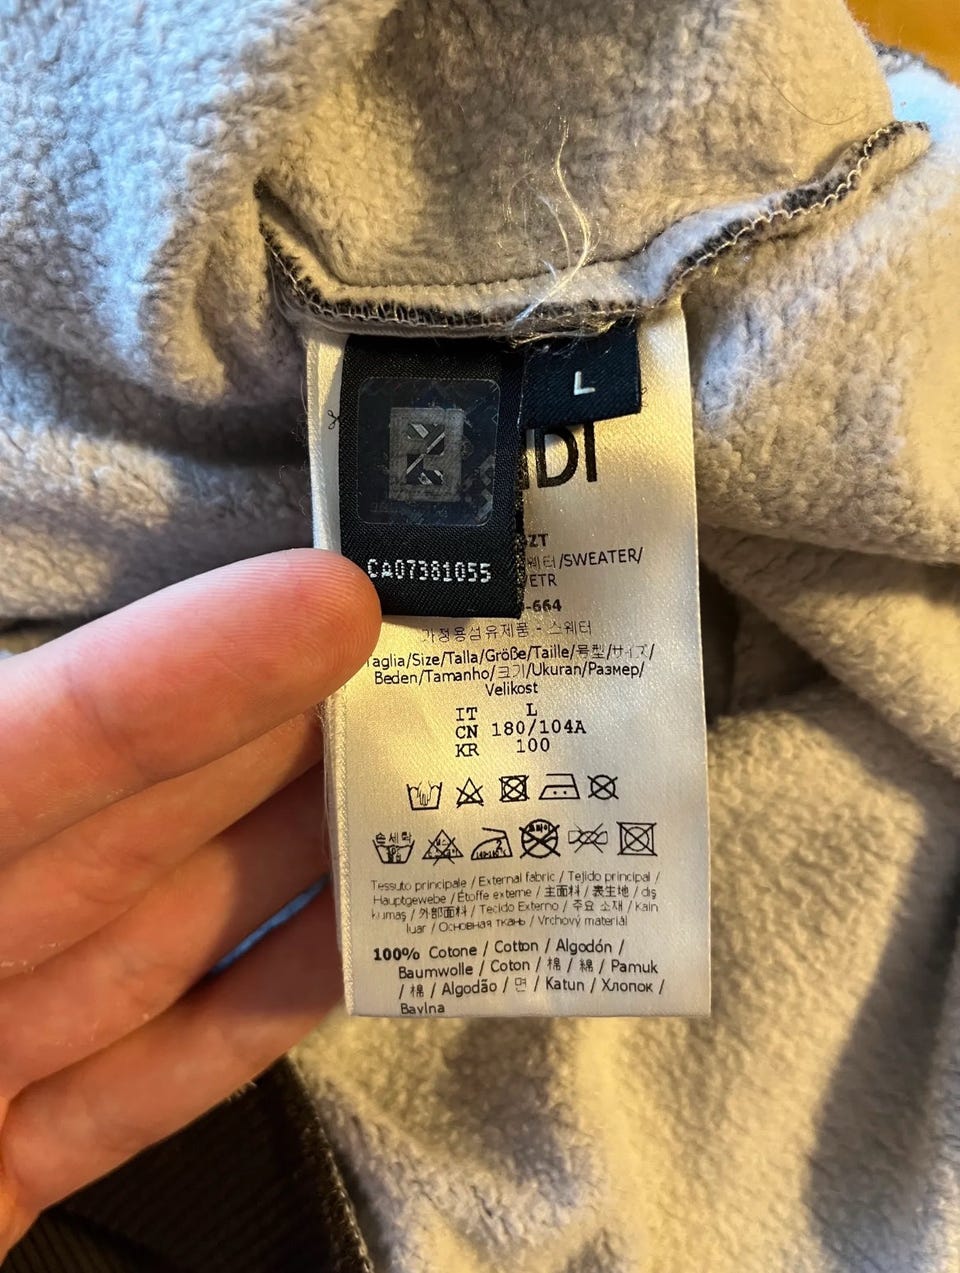 L
CA07381055
/SWEATER/
-664
가정용섬유제품 - 스웨터
Taglia/Size/Talla/Größe/Taille/号型/サイズ/
Beden/Tamanho/크기/Ukuran/Размер/
Velikost
IT L
CN 180/104A
KR 100
손세탁
Tessuto principale / External fabric / Tejido principal /
Hauptgewebe / Étoffe externe / 主面料 / 表生地 / dış
kumaş / 外部面料 / Tecido Externo / 주요 소재 / Kain
luar / Основная ткань / Vrchový materiál
100% Cotone / Cotton / Algodón /
Baumwolle / Coton / 棉 / 綿 / Pamuk
/ 棉 / Algodão / 면 / Katun / Хлопок /
Bavlna